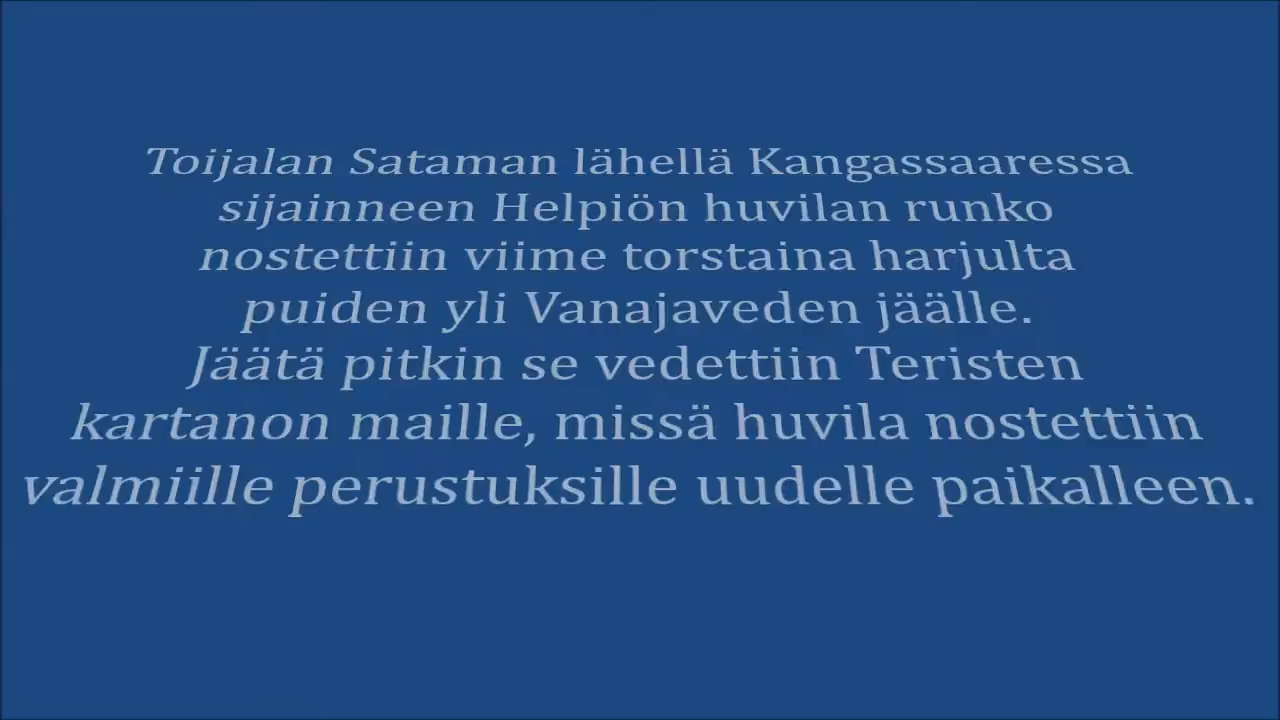 Toijalan Sataman lähellä Kangassaaressa
sijainneen Helpiön huvilan runko
nostettiin viime torstaina harjulta
puiden yli Vanajaveden jäälle.
Jäätä pitkin se vedettiin Teristen
kartanon maille, missä huvila nostettiin
valmiille perustuksille uudelle paikalleen.